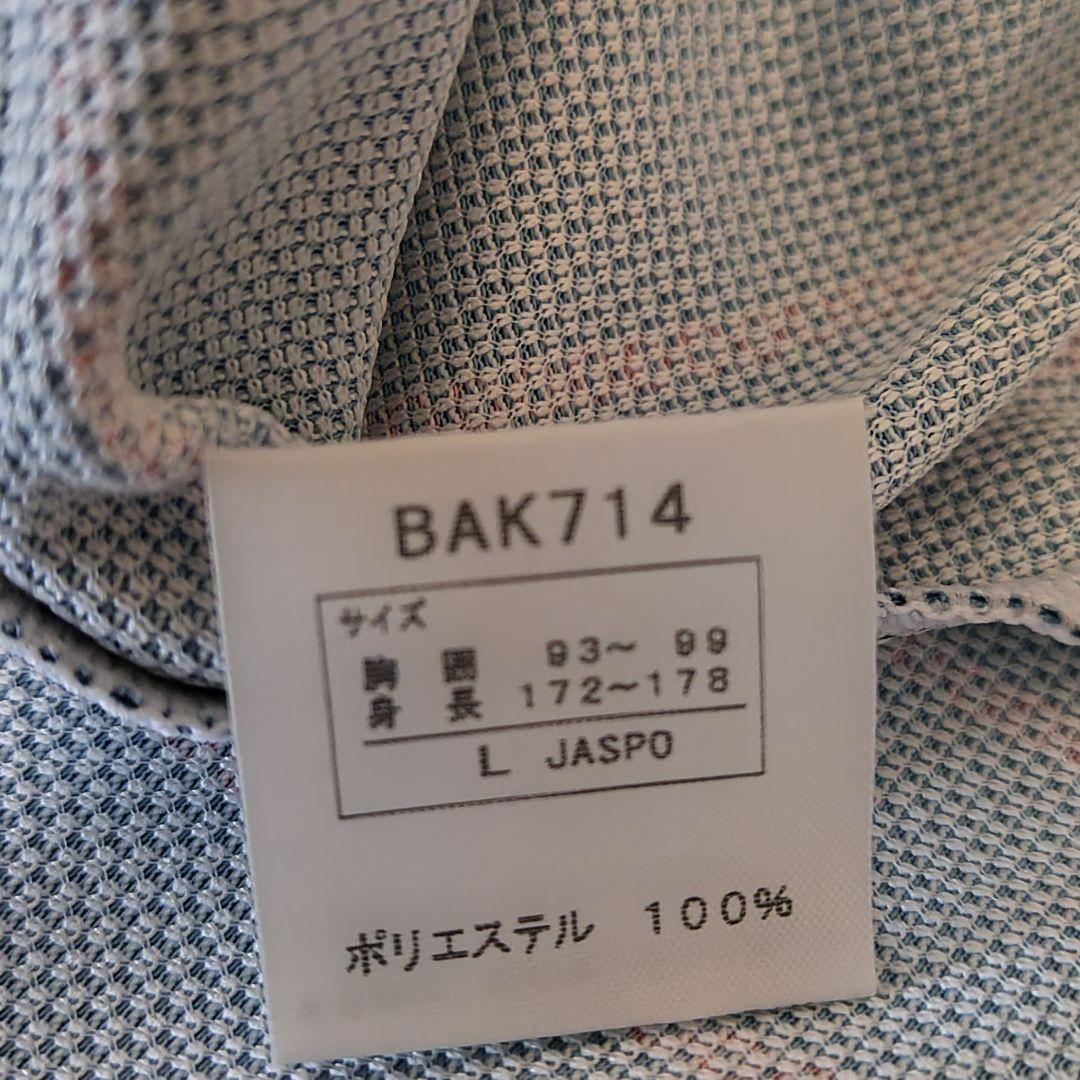 BAK714
サイズ
胸 囲 93～ 99
身 長 172～178
L JASPO
ポリエステル 100%